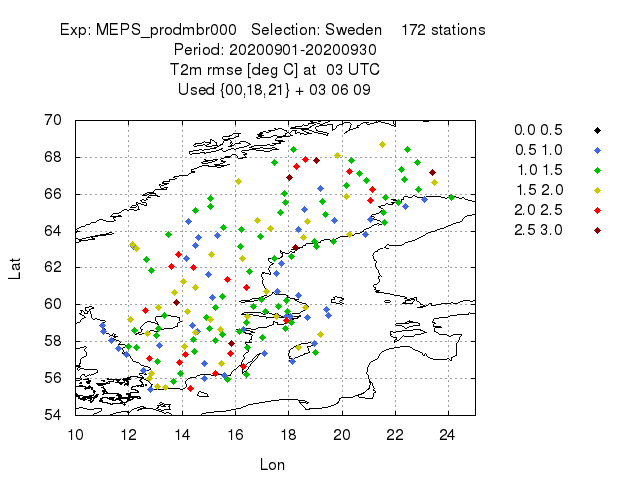 Exp: MEPS_prodmbr000 Selection: Sweden 172 stations
Period: 20200901-20200930
T2m rmse [deg C] at 03 UTC
Used {00,18,21} + 03 06 09
70
68
66
64
62
60
58
56
54
Lat
10 12 14 16 18 20 22 24
Lon
0.0 0.5
0.5 1.0
1.0 1.5
1.5 2.0
2.0 2.5
2.5 3.0